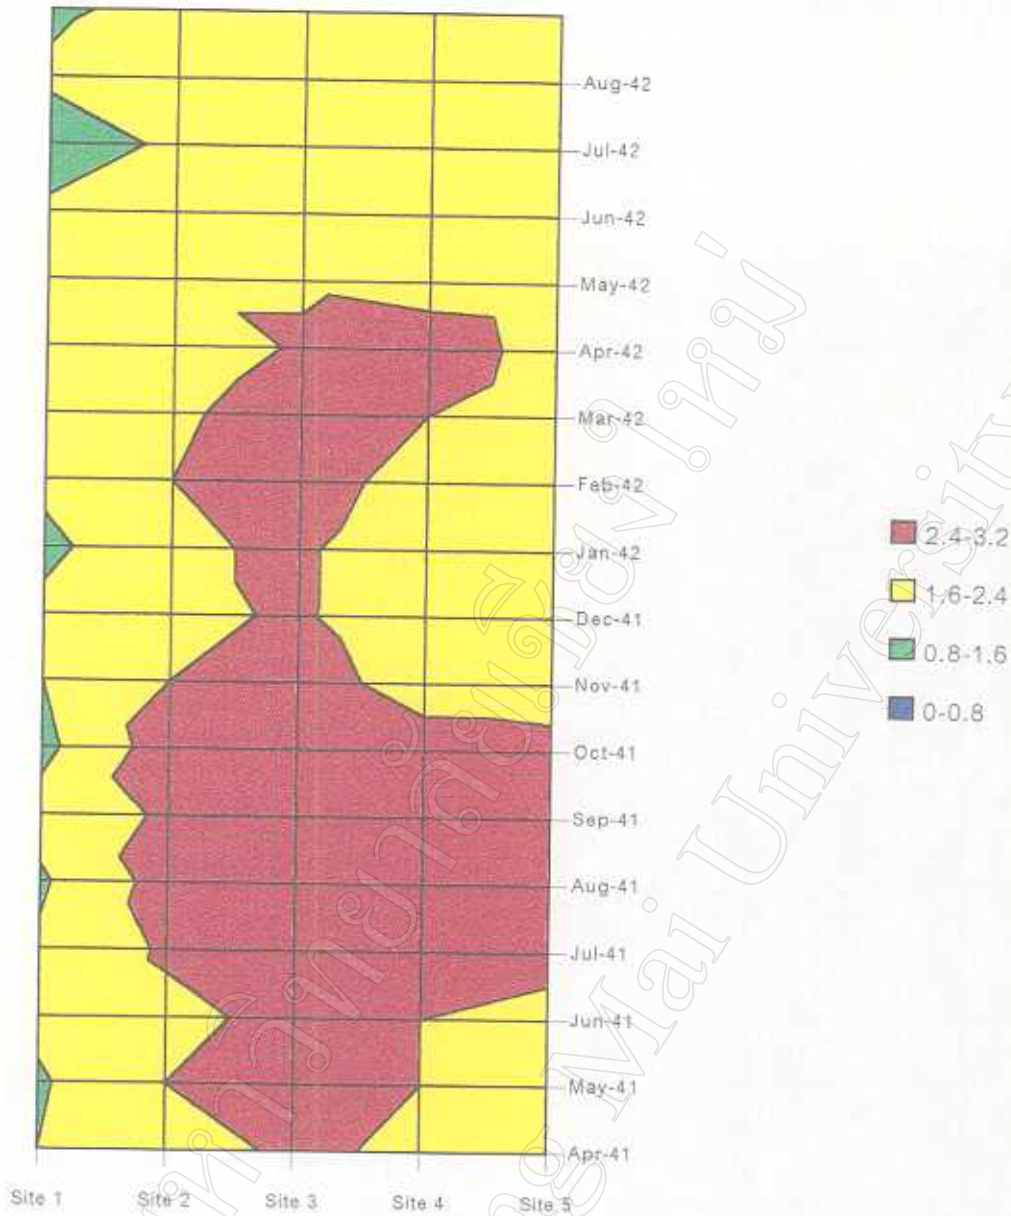 Aug-42
Jul-42
Jun-42
May-42
Apr-42
Mar-42
Feb-42
Jan-42
Dec-41
Nov-41
Oct-41
Sep-41
Aug-41
Jul-41
Jun-41
May-41
Apr-41
Site 1 Site 2 Site 3 Site 4 Site 5
2.4-3.2
1.6-2.4
0.8-1.6
0-0.8
Mai University